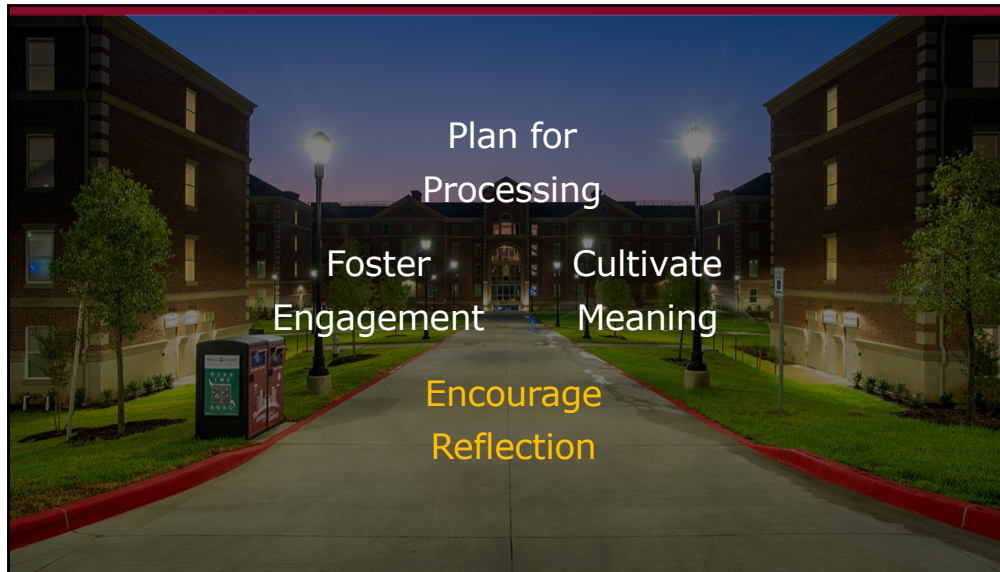 Plan for
Processing
Foster
Engagement
Cultivate
Meaning
Encourage
Reflection